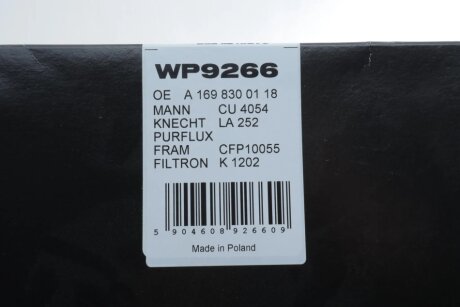 WP9266
OE A 169 830 01 18
MANN CU 4054
KNECHT LA 252
PURFLUX
FRAM CFP10055
FILTRON K 1202
5 904608 926609
Made in Poland